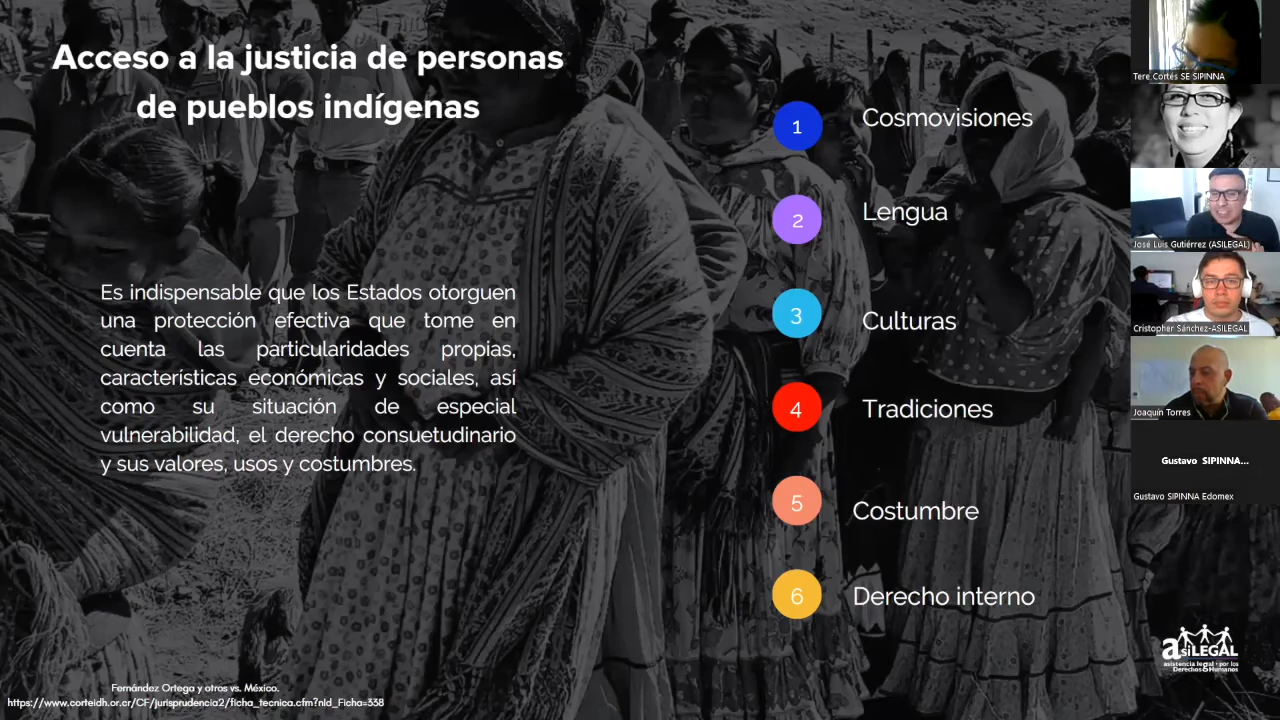 Acceso a la justicia de personas
de pueblos indígenas
Es indispensable que los Estados otorguen
una protección efectiva que tome en
cuenta las particularidades propias,
características económicas y sociales, así
como su situación de especial
vulnerabilidad, el derecho consuetudinario
y sus valores, usos y costumbres.
1 Cosmovisiones
2 Lengua
3 Culturas
4 Tradiciones
5 Costumbre
6 Derecho interno
Fernández Ortega y otros vs. México.
https://www.corteidh.or.cr/CF/jurisprudencia2/ficha_tecnica.cfm?nId_Ficha=338
Tere Cortés SE SIPINNA
José Luis Gutiérrez (ASILEGAL)
Cristopher Sánchez-ASILEGAL
Joaquín Torres
Gustavo SIPINNA...
Gustavo SIPINNA Edomex
asiLEGAL
asistencia legal · por los
Derechos Humanos